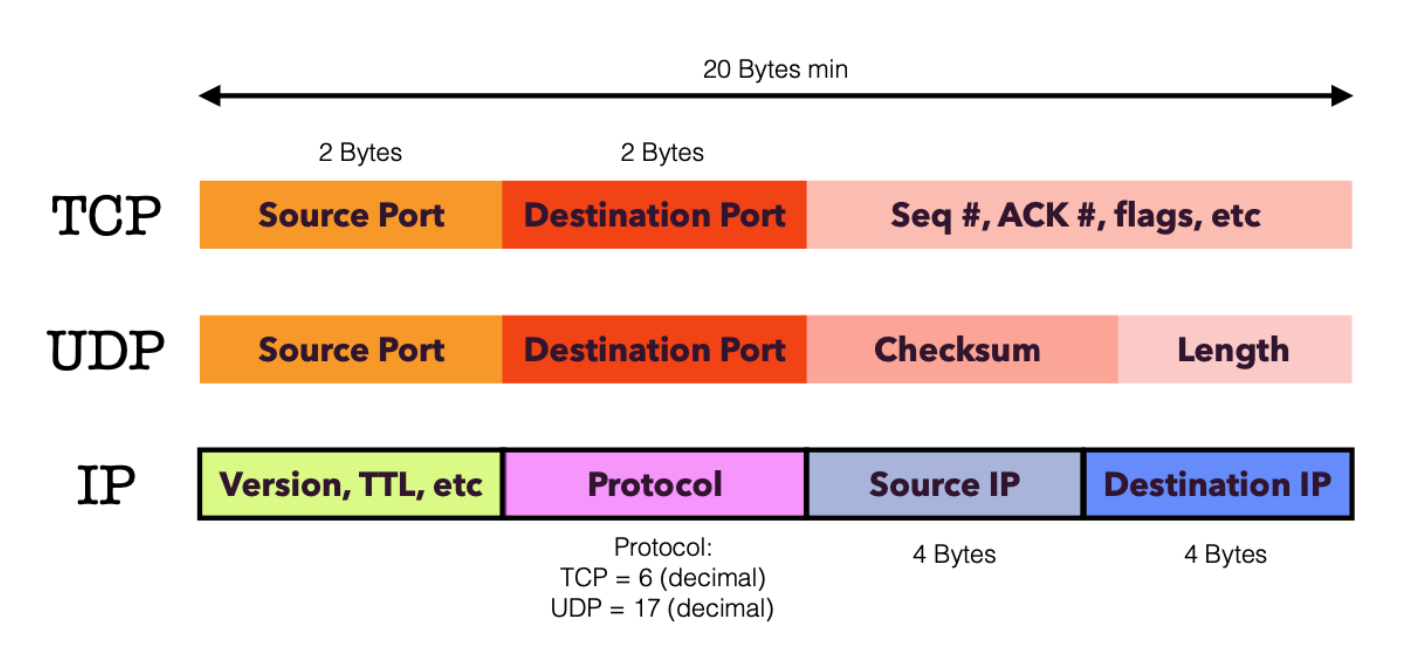 20 Bytes min
2 Bytes 2 Bytes
TCP Source Port Destination Port Seq #, ACK #, flags, etc
UDP Source Port Destination Port Checksum Length
IP Version, TTL, etc Protocol Source IP Destination IP
Protocol: 4 Bytes 4 Bytes
TCP = 6 (decimal)
UDP = 17 (decimal)